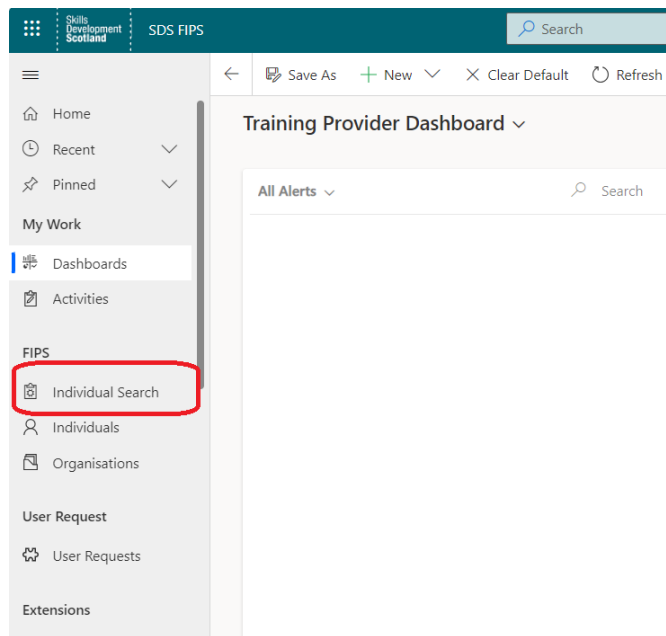 Skills
Development
Scotland
SDS FIPS
Search
Save As
New
Clear Default
Refresh
Home
Recent
Pinned
My Work
Dashboards
Activities
FIPS
Individual Search
Individuals
Organisations
User Request
User Requests
Extensions
Training Provider Dashboard
All Alerts
Search